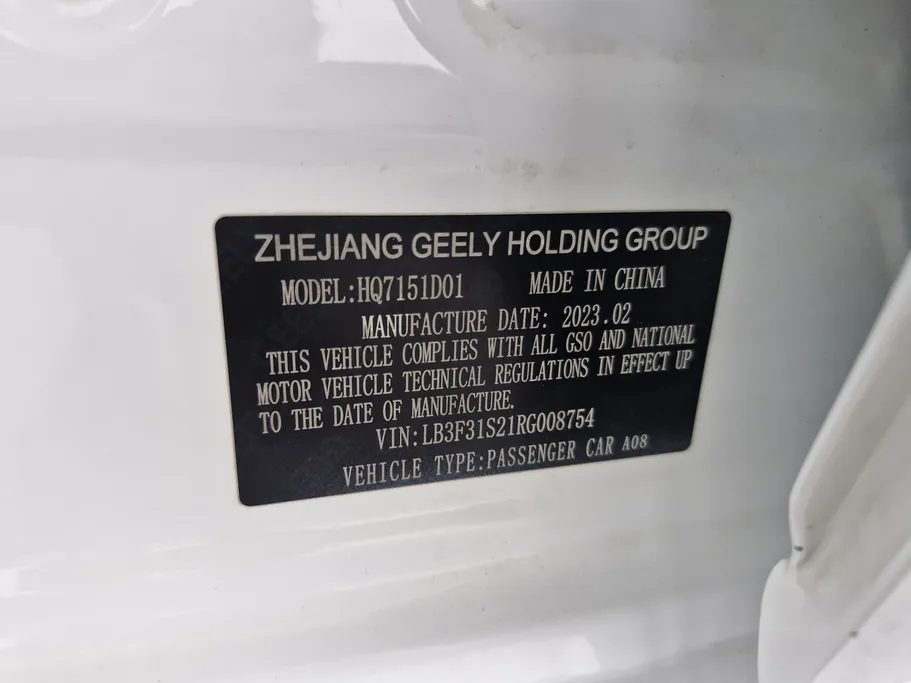 ZHEJIANG GEELY HOLDING GROUP
MODEL:HQ7151D01 MADE IN CHINA
MANUFACTURE DATE: 2023.02
THIS VEHICLE COMPLIES WITH ALL GSO AND NATIONAL
MOTOR VEHICLE TECHNICAL REGULATIONS IN EFFECT UP
TO THE DATE OF MANUFACTURE.
VIN:LB3F31S21RG008754
VEHICLE TYPE:PASSENGER CAR A08